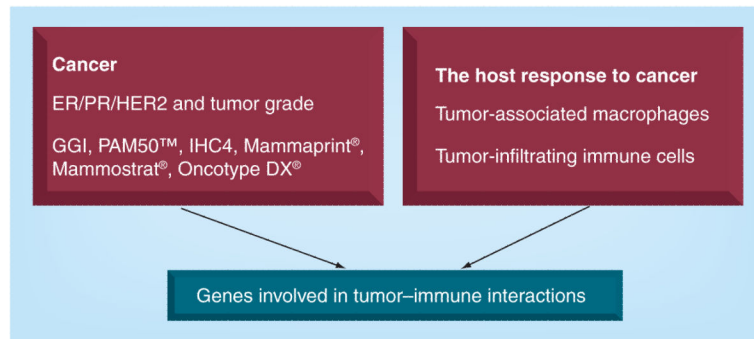 Cancer
ER/PR/HER2 and tumor grade
GGI, PAM50™, IHC4, Mammaprint®,
Mammostrat®, Oncotype DX®
The host response to cancer
Tumor-associated macrophages
Tumor-infiltrating immune cells
Genes involved in tumor–immune interactions